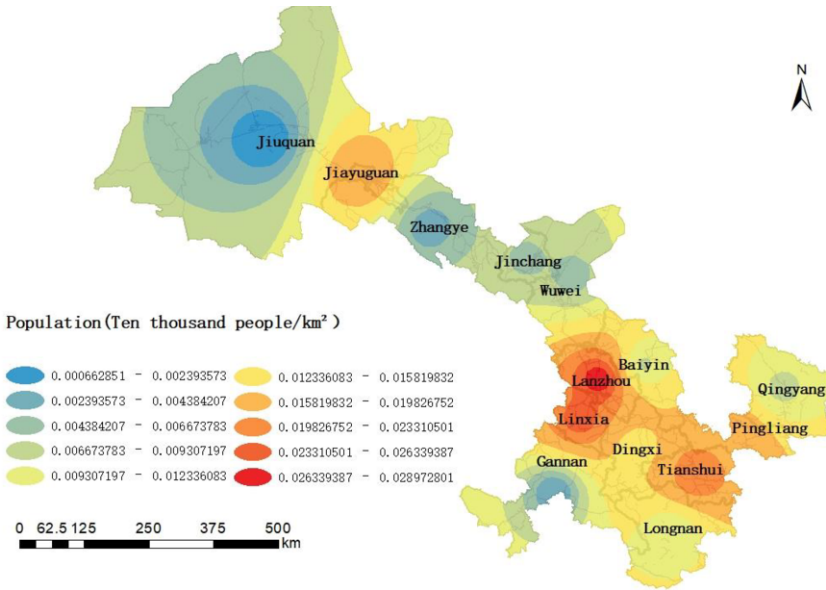 N
Jiuquan
Jiayuguan
Zhangye
Jinchang
Wuwei
Population(Ten thousand people/km²)
Baiyin
Lanzhou
Qingyang
Linxia
Pingliang
Dingxi
Gannan
Tianshui
Longnan
0.000662851 - 0.002393573
0.012336083 - 0.015819832
0.002393573 - 0.004384207
0.015819832 - 0.019826752
0.004384207 - 0.006673783
0.019826752 - 0.023310501
0.006673783 - 0.009307197
0.023310501 - 0.026339387
0.009307197 - 0.012336083
0.026339387 - 0.028972801
0 62.5 125 250 375 500
km